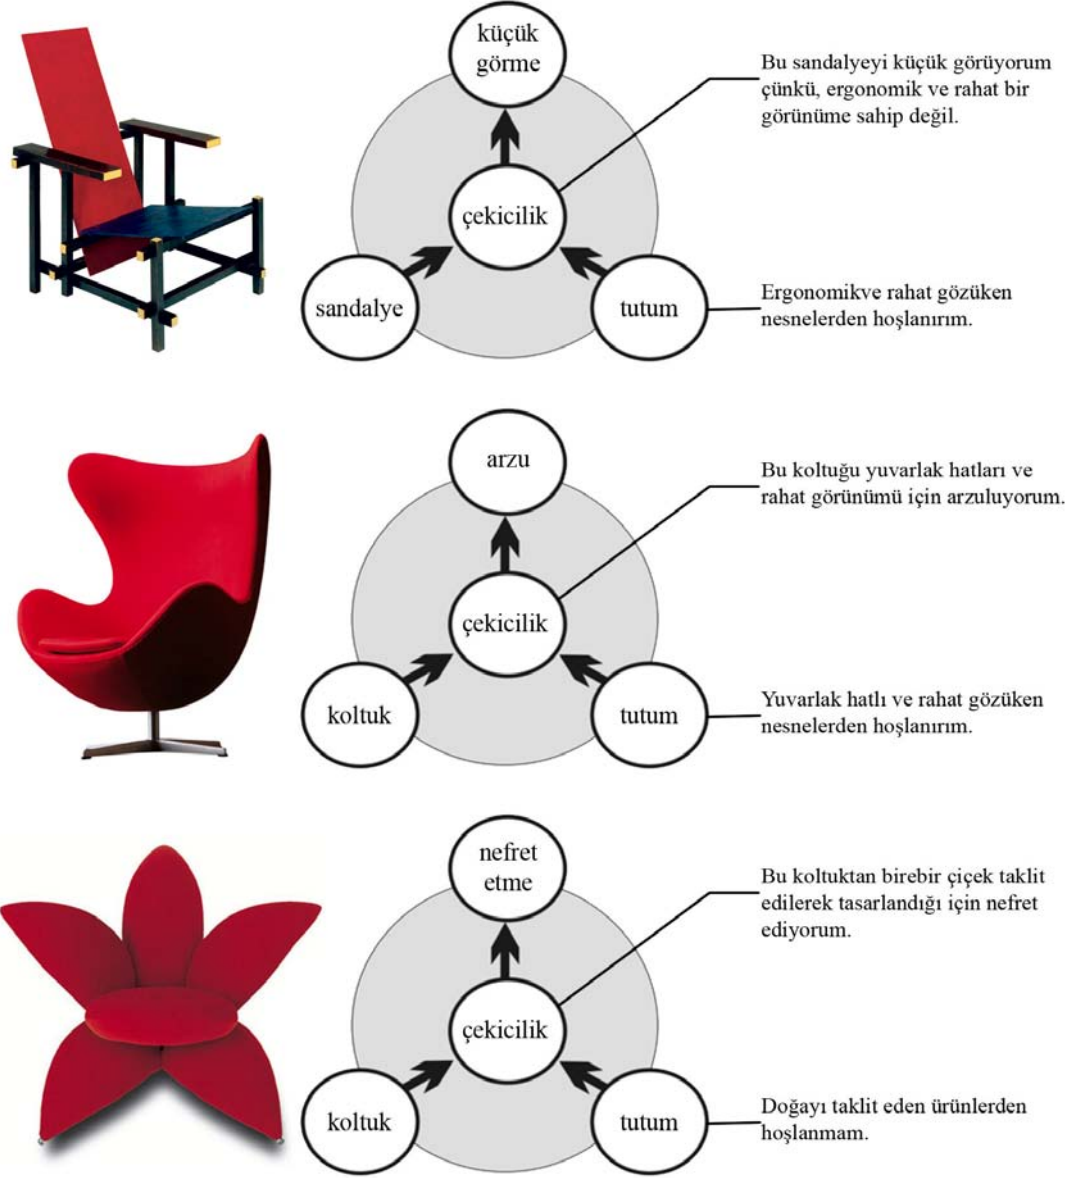 küçük
görme
Bu sandalyeyi küçük görüyorum
çünkü, ergonomik ve rahat bir
görünüme sahip değil.
çekicilik
sandalye
tutum
Ergonomikve rahat gözüken
nesnelerden hoşlanırım.
arzu
Bu koltuğu yuvarlak hatları ve
rahat görünümü için arzuluyorum.
çekicilik
koltuk
tutum
Yuvarlak hatlı ve rahat gözüken
nesnelerden hoşlanırım.
nefret
etme
Bu koltuktan birebir çiçek taklit
edilerek tasarlandığı için nefret
ediyorum.
çekicilik
koltuk
tutum
Doğayı taklit eden ürünlerden
hoşlanmam.